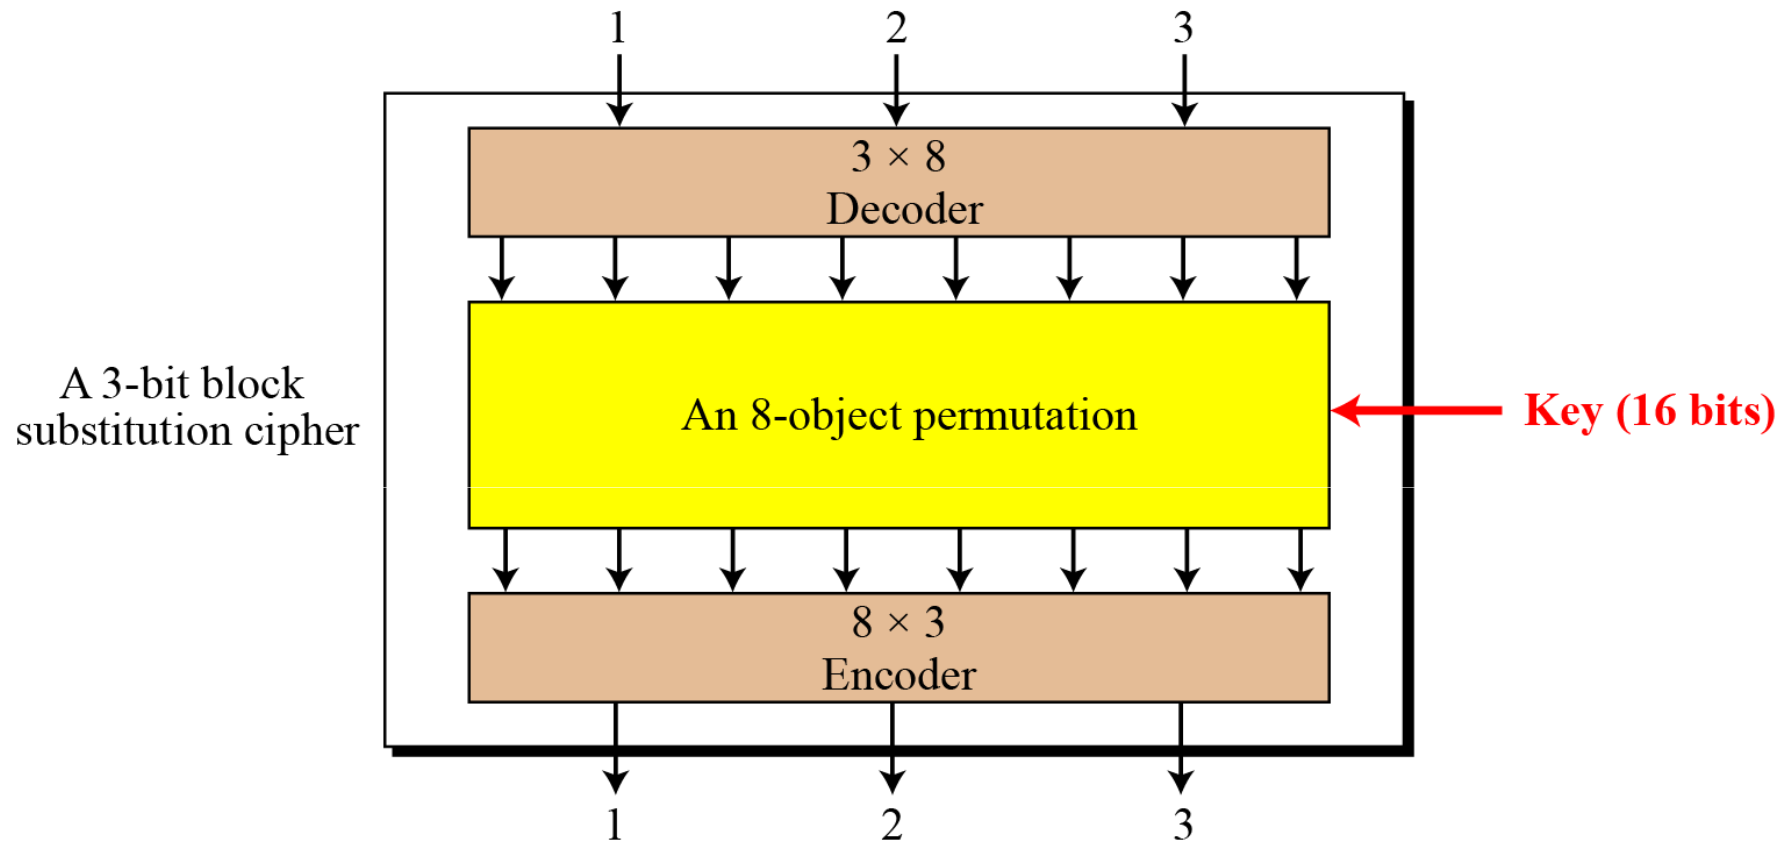 1 2 3
3 × 8
Decoder
A 3-bit block
substitution cipher
An 8-object permutation
Key (16 bits)
8 × 3
Encoder
1 2 3